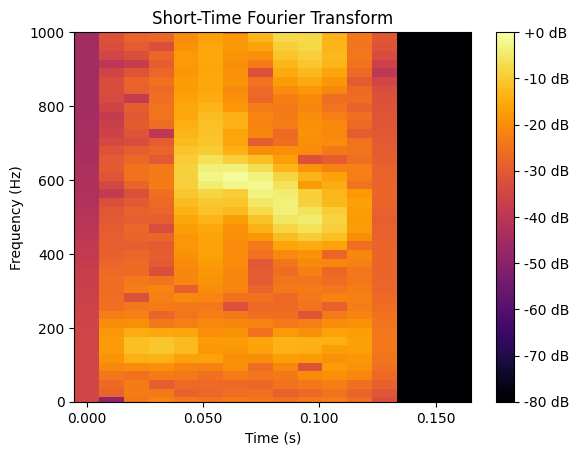 Short-Time Fourier Transform
Frequency (Hz)
1000
800
600
400
200
0
0.000
0.050
0.100
0.150
Time (s)
+0 dB
-10 dB
-20 dB
-30 dB
-40 dB
-50 dB
-60 dB
-70 dB
-80 dB